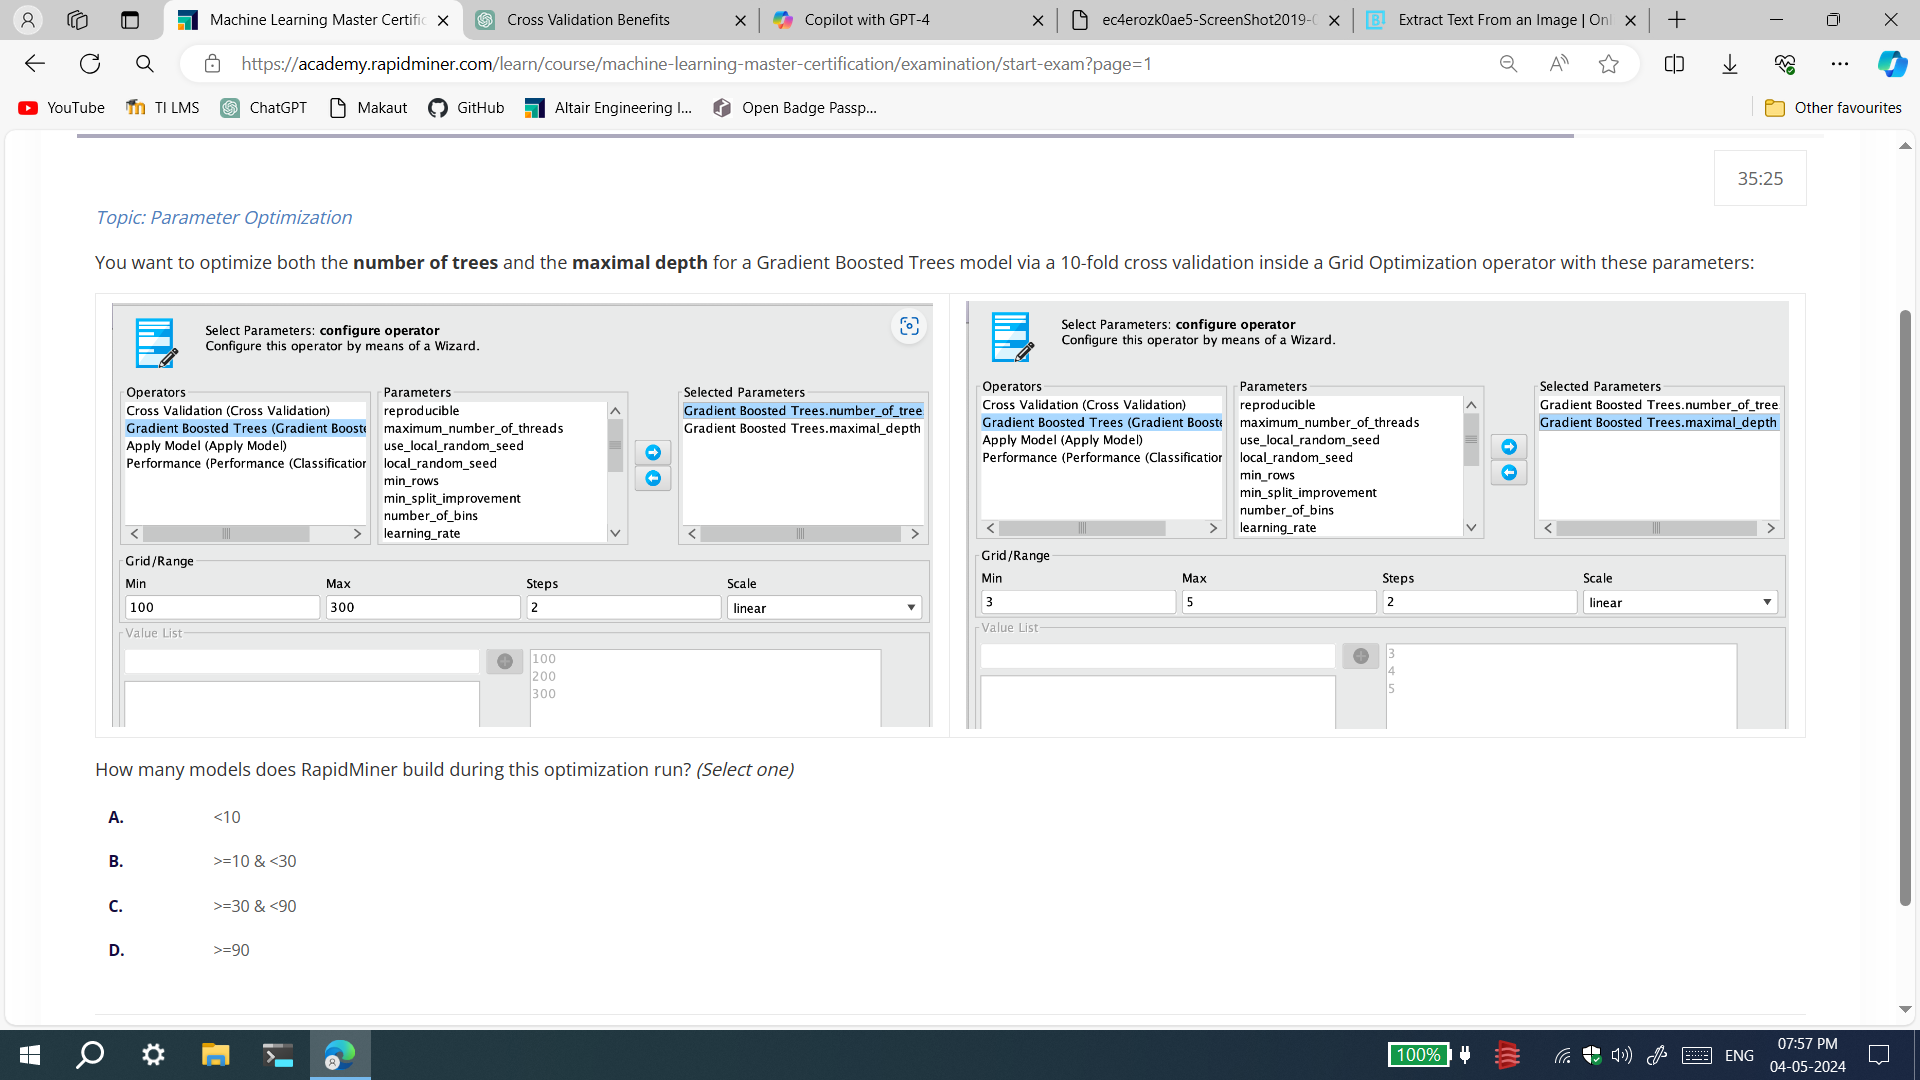 Machine Learning Master Certific
Cross Validation Benefits
Copilot with GPT-4
ec4erozk0ae5-ScreenShot2019-0
Extract Text From an Image | Onl
https://academy.rapidminer.com/learn/course/machine-learning-master-certification/examination/start-exam?page=1
YouTube
TI LMS
ChatGPT
Makaut
GitHub
Altair Engineering I...
Open Badge Passp...
Other favourites
35:25
Topic: Parameter Optimization
You want to optimize both the number of trees and the maximal depth for a Gradient Boosted Trees model via a 10-fold cross validation inside a Grid Optimization operator with these parameters:
Select Parameters: configure operator
Configure this operator by means of a Wizard.
Operators
Cross Validation (Cross Validation)
Gradient Boosted Trees (Gradient Booste
Apply Model (Apply Model)
Performance (Performance (Classification
Parameters
reproducible
maximum_number_of_threads
use_local_random_seed
local_random_seed
min_rows
min_split_improvement
number_of_bins
learning_rate
Selected Parameters
Gradient Boosted Trees.number_of_tree
Gradient Boosted Trees.maximal_depth
Grid/Range
Min Max Steps Scale
100 300 2 linear
Value List
100
200
300
Select Parameters: configure operator
Configure this operator by means of a Wizard.
Operators
Cross Validation (Cross Validation)
Gradient Boosted Trees (Gradient Booste
Apply Model (Apply Model)
Performance (Performance (Classification
Parameters
reproducible
maximum_number_of_threads
use_local_random_seed
local_random_seed
min_rows
min_split_improvement
number_of_bins
learning_rate
Selected Parameters
Gradient Boosted Trees.number_of_tree
Gradient Boosted Trees.maximal_depth
Grid/Range
Min Max Steps Scale
3 5 2 linear
Value List
3
4
5
How many models does RapidMiner build during this optimization run? (Select one)
A. <10
B. >=10 & <30
C. >=30 & <90
D. >=90
100%
ENG
07:57 PM
04-05-2024